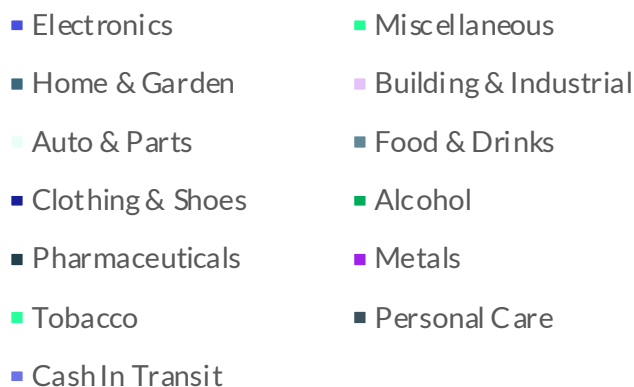 Electronics
Miscellaneous
Home & Garden
Building & Industrial
Auto & Parts
Food & Drinks
Clothing & Shoes
Alcohol
Pharmaceuticals
Metals
Tobacco
Personal Care
Cash In Transit